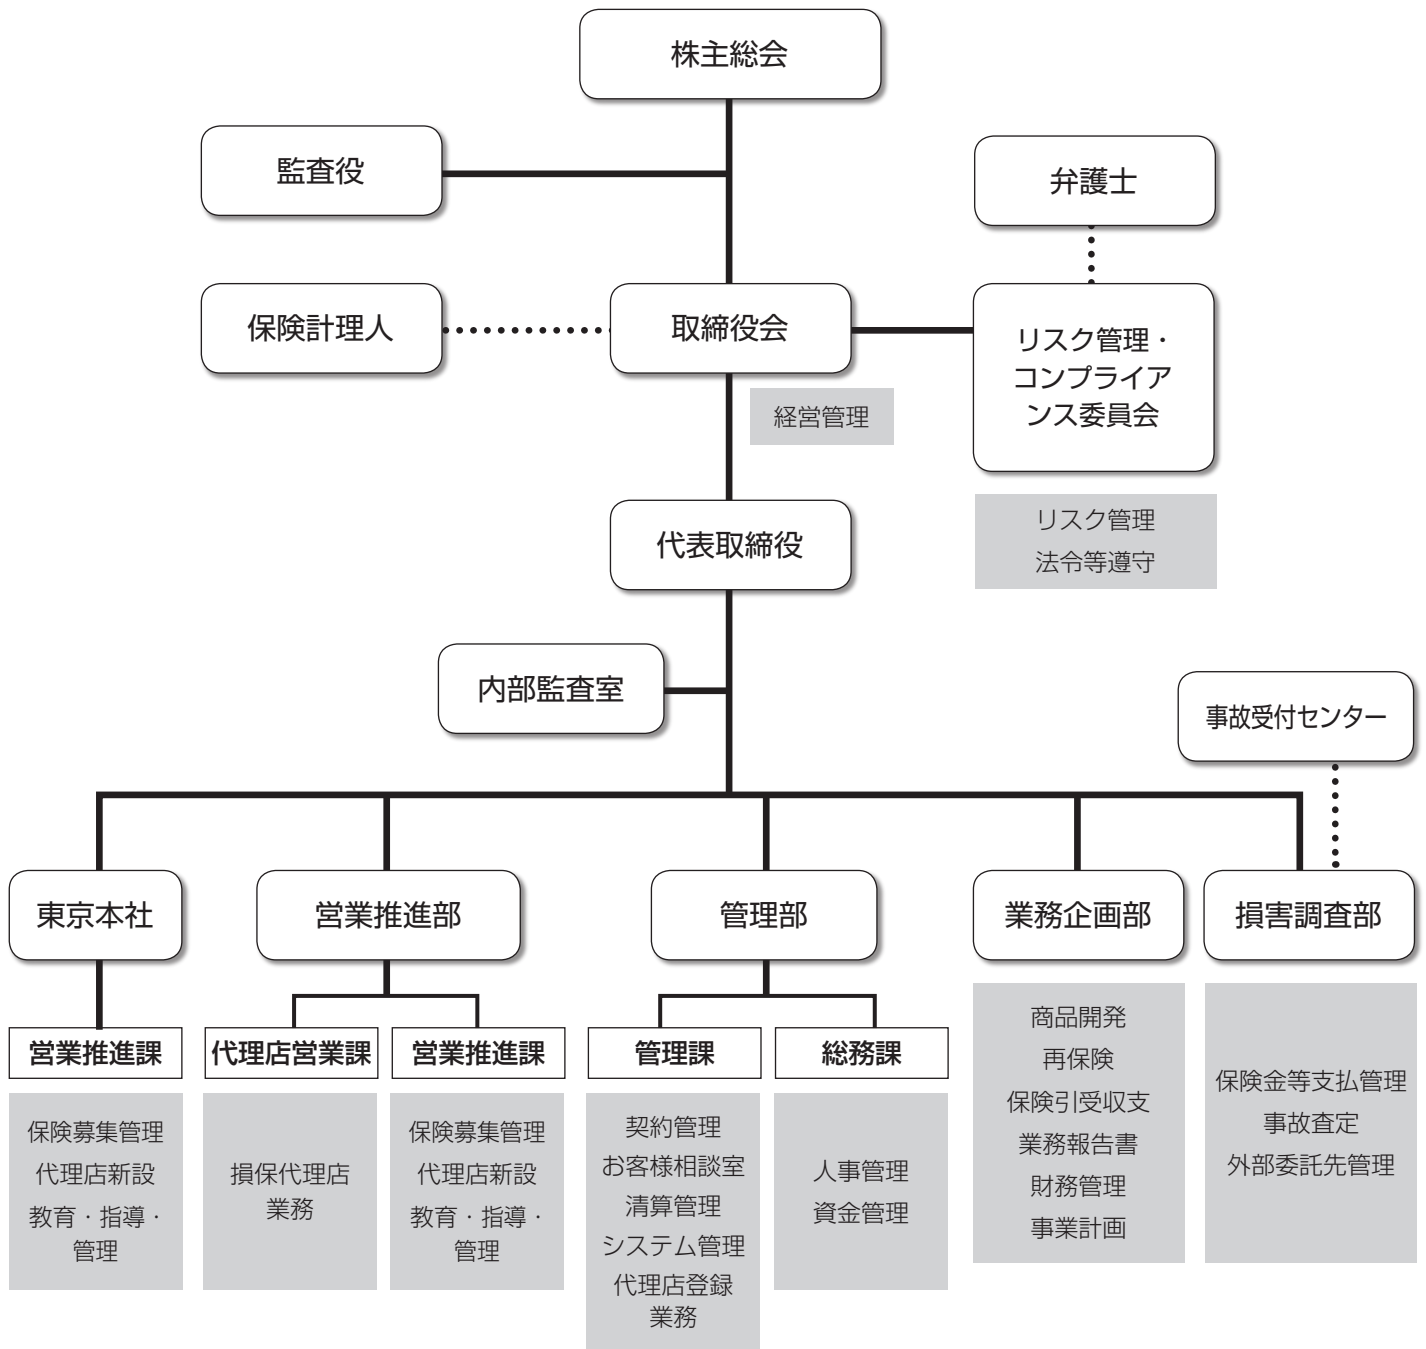 株主総会
監査役
弁護士
保険計理人
取締役会
リスク管理・
コンプライア
ンス委員会
経営管理
リスク管理
法令等遵守
代表取締役
内部監査室
事故受付センター
東京本社
営業推進部
管理部
業務企画部
損害調査部
営業推進課
代理店営業課
営業推進課
管理課
総務課
保険募集管理
代理店新設
教育・指導・
管理
損保代理店
業務
保険募集管理
代理店新設
教育・指導・
管理
契約管理
お客様相談室
清算管理
システム管理
代理店登録
業務
人事管理
資金管理
商品開発
再保険
保険引受収支
業務報告書
財務管理
事業計画
保険金等支払管理
事故査定
外部委託先管理